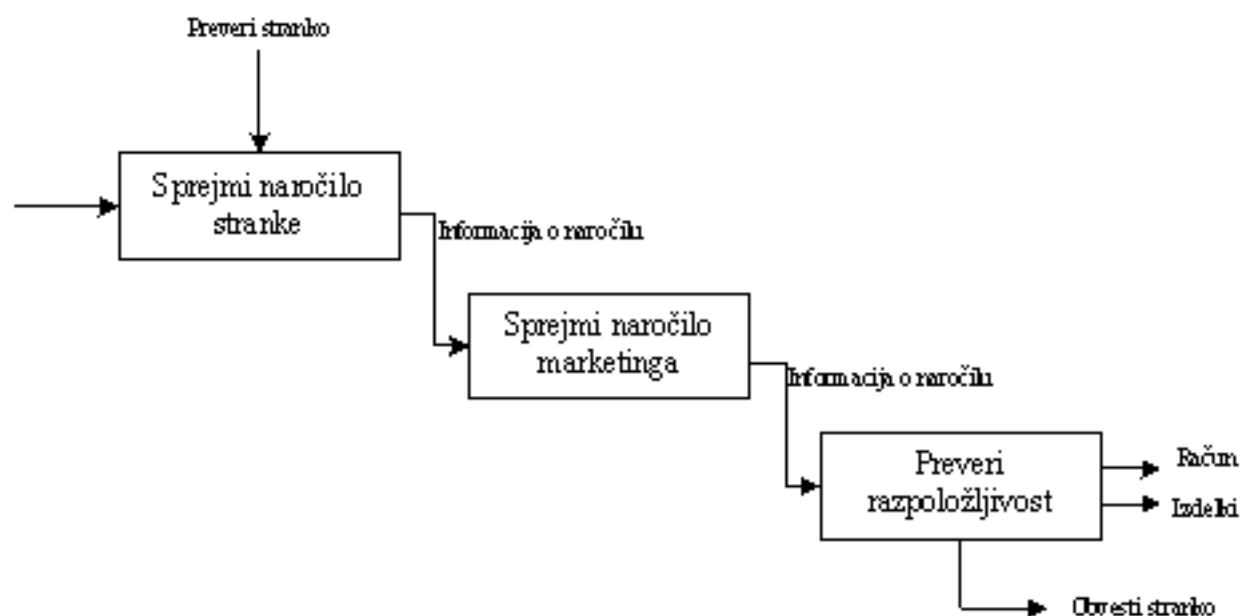 Preveri stranko
Sprejmi naročilo
stranke
Informacija o naročilu
Sprejmi naročilo
marketinga
Informacija o naročilu
Preveri
razpoložljivost
Račun
Izdelki
Obvesti stranko